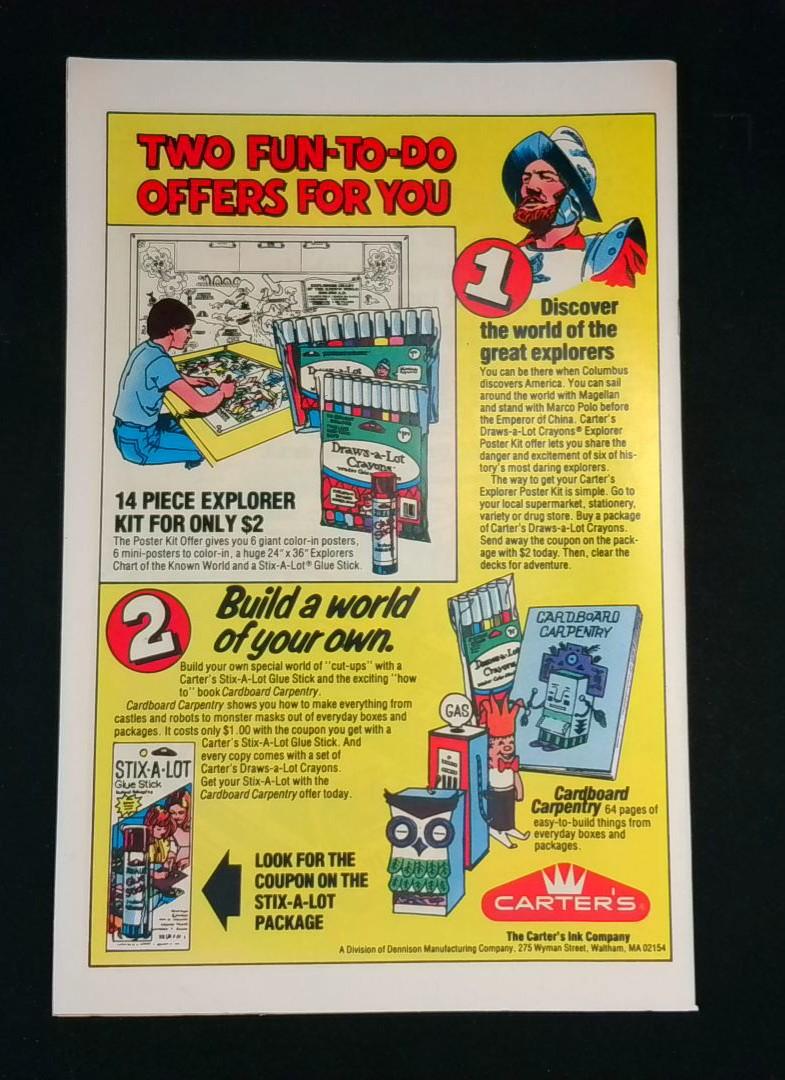 TWO FUN-TO-DO
OFFERS FOR YOU
1
Discover
the world of the
great explorers
You can be there when Columbus
discovers America. You can sail
around the world with Magellan
and stand with Marco Polo before
the Emperor of China. Carter's
Draws-a-Lot Crayons® Explorer
Poster Kit offer lets you share the
danger and excitement of six of his-
tory's most daring explorers.
The way to get your Carter's
Explorer Poster Kit is simple. Go to
your local supermarket, stationery,
variety or drug store. Buy a package
of Carter's Draws-a-Lot Crayons.
Send away the coupon on the pack-
age with $2 today. Then, clear the
decks for adventure.
Draws-a-Lot
Draws-a-Lot
Crayons
14 PIECE EXPLORER
KIT FOR ONLY $2
The Poster Kit Offer gives you 6 giant color-in posters,
6 mini-posters to color-in, a huge 24" x 36" Explorers
Chart of the Known World and a Stix-A-Lot® Glue Stick.
2
Build a world
of your own.
Build your own special world of "cut-ups" with a
Carter's Stix-A-Lot Glue Stick and the exciting "how
to" book Cardboard Carpentry.
Cardboard Carpentry shows you how to make everything from
castles and robots to monster masks out of everyday boxes and
packages. It costs only $1.00 with the coupon you get with a
Carter's Stix-A-Lot Glue Stick. And
every copy comes with a set of
Carter's Draws-a-Lot Crayons.
Get your Stix-A-Lot with the
Cardboard Carpentry offer today.
STIX-A-LOT
Glue Stick
LOOK FOR THE
COUPON ON THE
STIX-A-LOT
PACKAGE
Draws-a-Lot
Crayons
CARDBOARD
CARPENTRY
GAS
Cardboard
Carpentry 64 pages of
easy-to-build things from
everyday boxes and
packages.
CARTER'S
The Carter's Ink Company
A Division of Dennison Manufacturing Company, 275 Wyman Street, Waltham, MA 02154